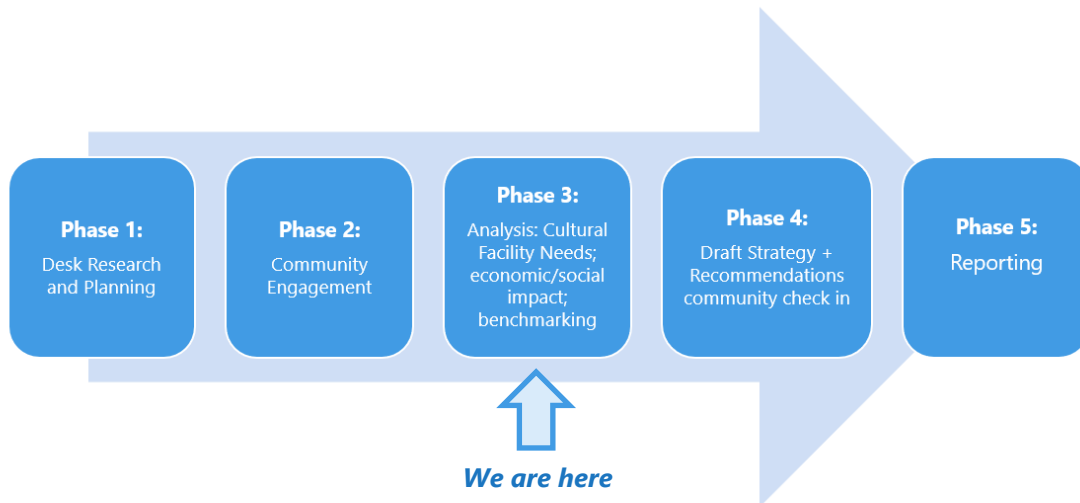 Phase 1:
Desk Research
and Planning
Phase 2:
Community
Engagement
Phase 3:
Analysis: Cultural
Facility Needs;
economic/social
impact;
benchmarking
Phase 4:
Draft Strategy +
Recommendations
community check in
Phase 5:
Reporting
We are here